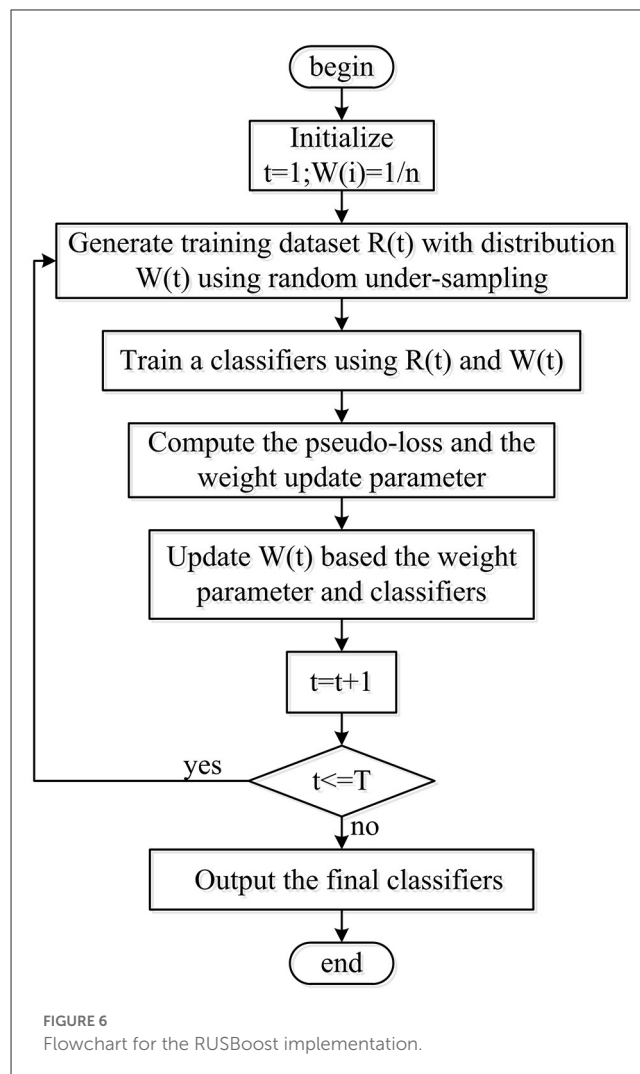 begin
Initialize
t=1;W(i)=1/n
Generate training dataset R(t) with distribution
W(t) using random under-sampling
Train a classifiers using R(t) and W(t)
Compute the pseudo-loss and the
weight update parameter
Update W(t) based the weight
parameter and classifiers
t=t+1
yes
t<=T
no
Output the final classifiers
end
FIGURE 6
Flowchart for the RUSBoost implementation.